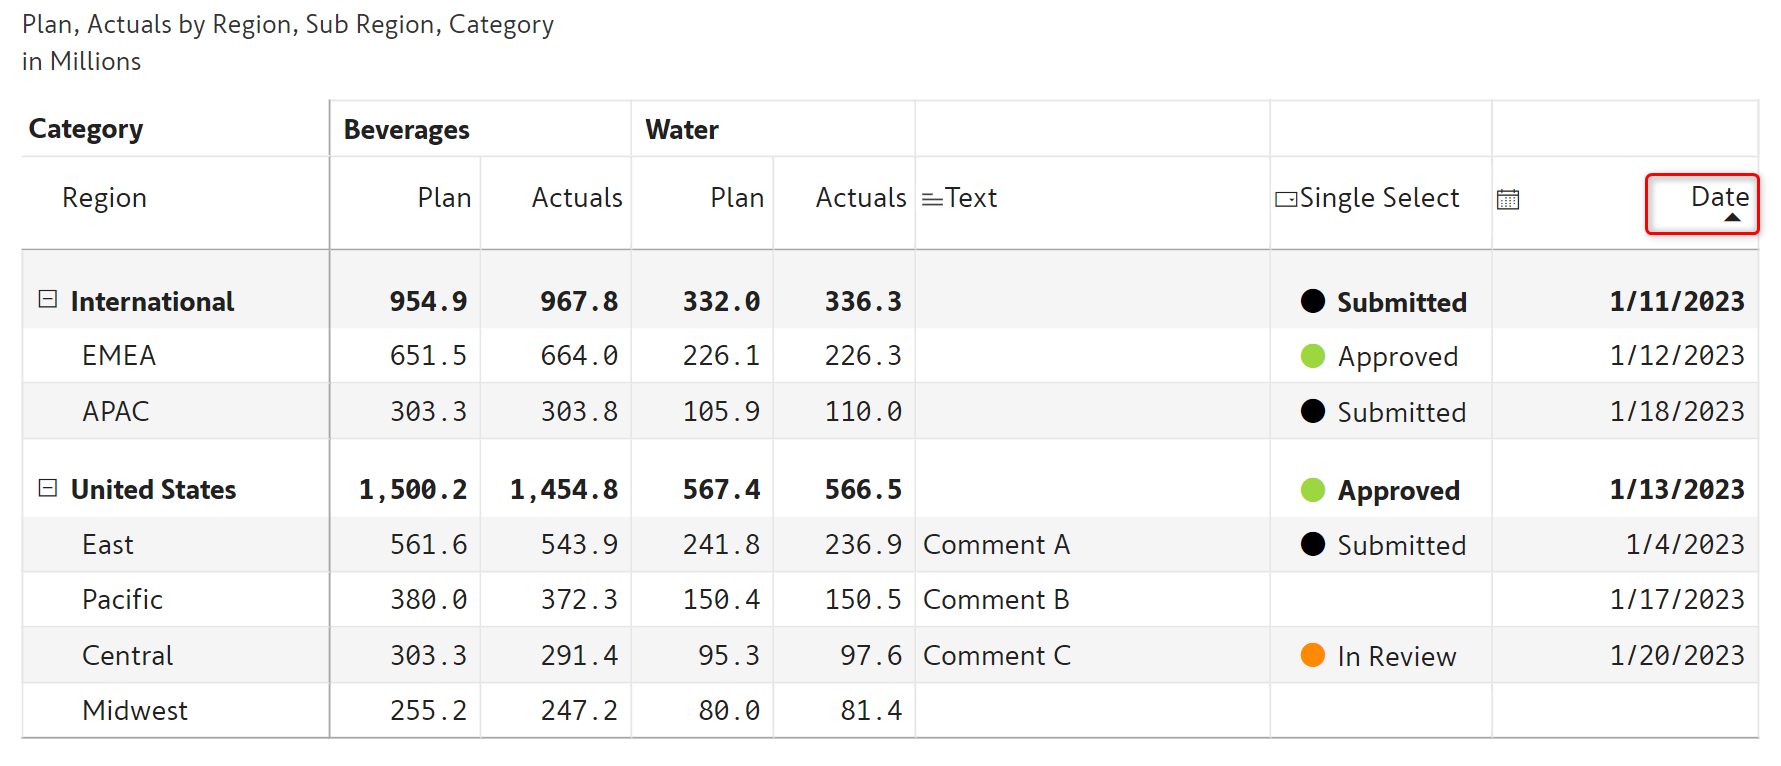 Plan, Actuals by Region, Sub Region, Category
in Millions
Category Beverages Water
Region Plan Actuals Plan Actuals Text Single Select Date
International 954.9 967.8 332.0 336.3 Submitted 1/11/2023
EMEA 651.5 664.0 226.1 226.3 Approved 1/12/2023
APAC 303.3 303.8 105.9 110.0 Submitted 1/18/2023
United States 1,500.2 1,454.8 567.4 566.5 Approved 1/13/2023
East 561.6 543.9 241.8 236.9 Comment A Submitted 1/4/2023
Pacific 380.0 372.3 150.4 150.5 Comment B 1/17/2023
Central 303.3 291.4 95.3 97.6 Comment C In Review 1/20/2023
Midwest 255.2 247.2 80.0 81.4